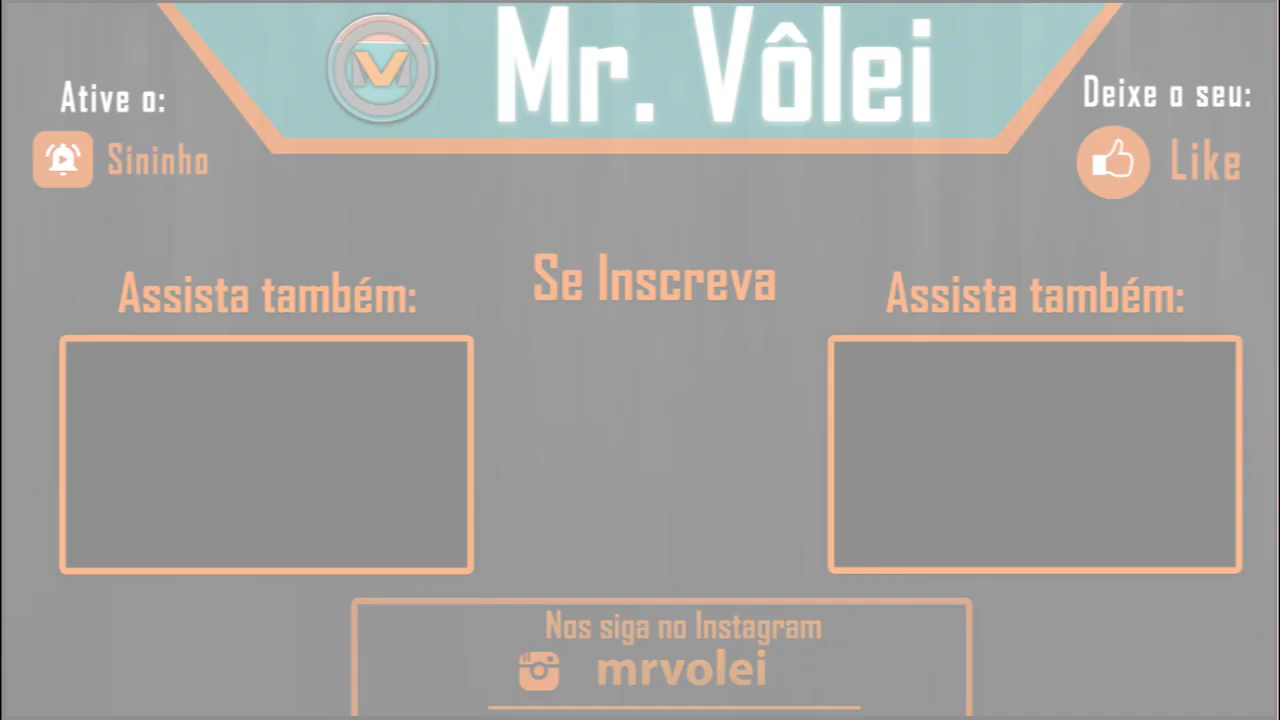 Mr. Vôlei
Ative o:
Sininho
Deixe o seu:
Like
Assista também:
Se Inscreva
Assista também:
Nos siga no Instagram
mrvolei